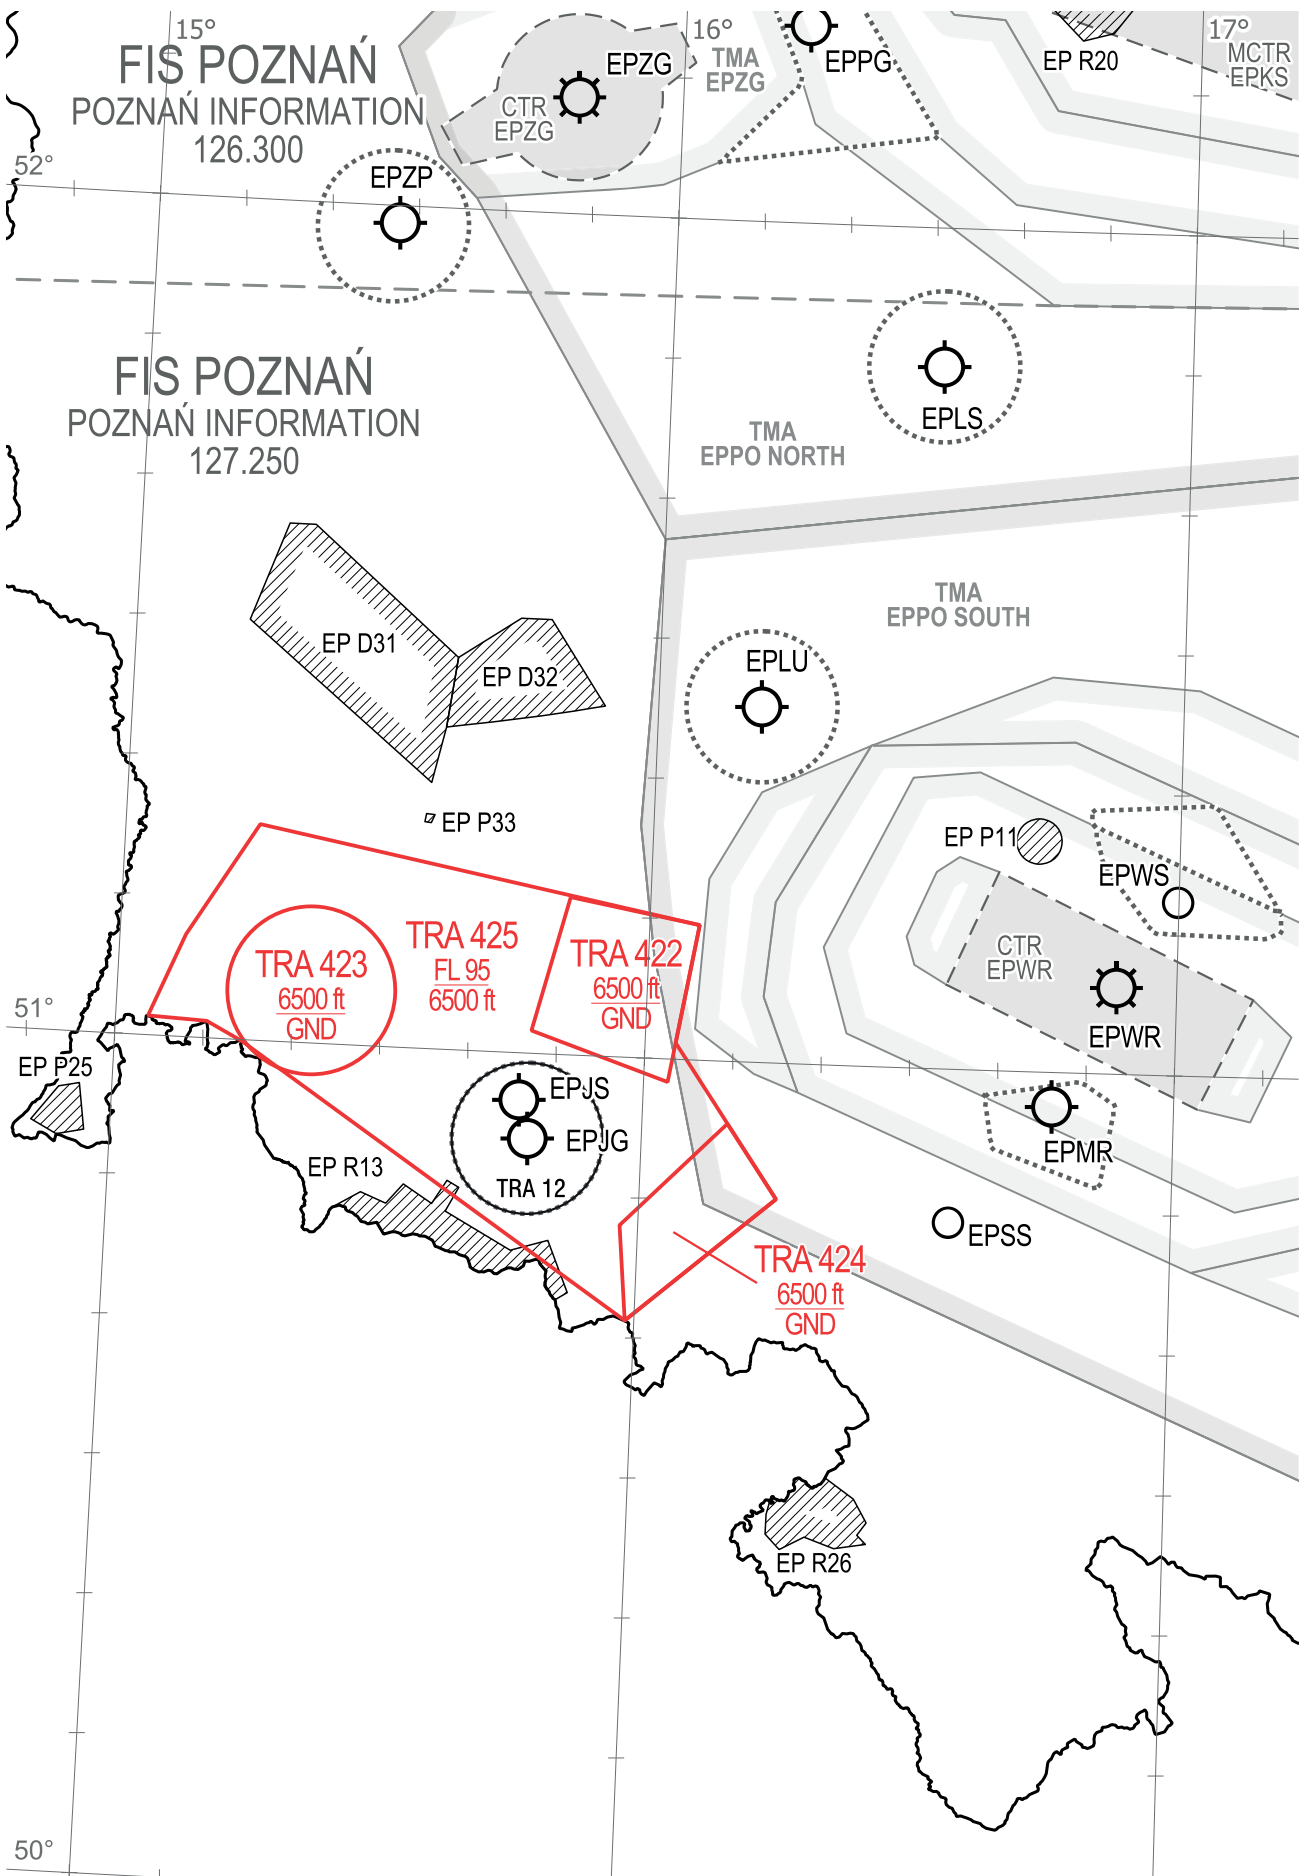 15°
16°
17°
FIS POZNAŃ
POZNAŃ INFORMATION
126.300
52°
EPZG
CTR
EPZG
TMA
EPZG
EPPG
EP R20
MCTR
EPKS
EPZP
FIS POZNAŃ
POZNAŃ INFORMATION
127.250
EPLS
TMA
EPPO NORTH
TMA
EPPO SOUTH
EP D31
EP D32
EPLU
EP P33
EP P11
EPWS
CTR
EPWR
EPWR
TRA 423
6500 ft
GND
TRA 425
FL 95
6500 ft
TRA 422
6500 ft
GND
51°
EP P25
EPJS
EPJG
TRA 12
EP R13
EPMR
EPSS
TRA 424
6500 ft
GND
EP R26
50°